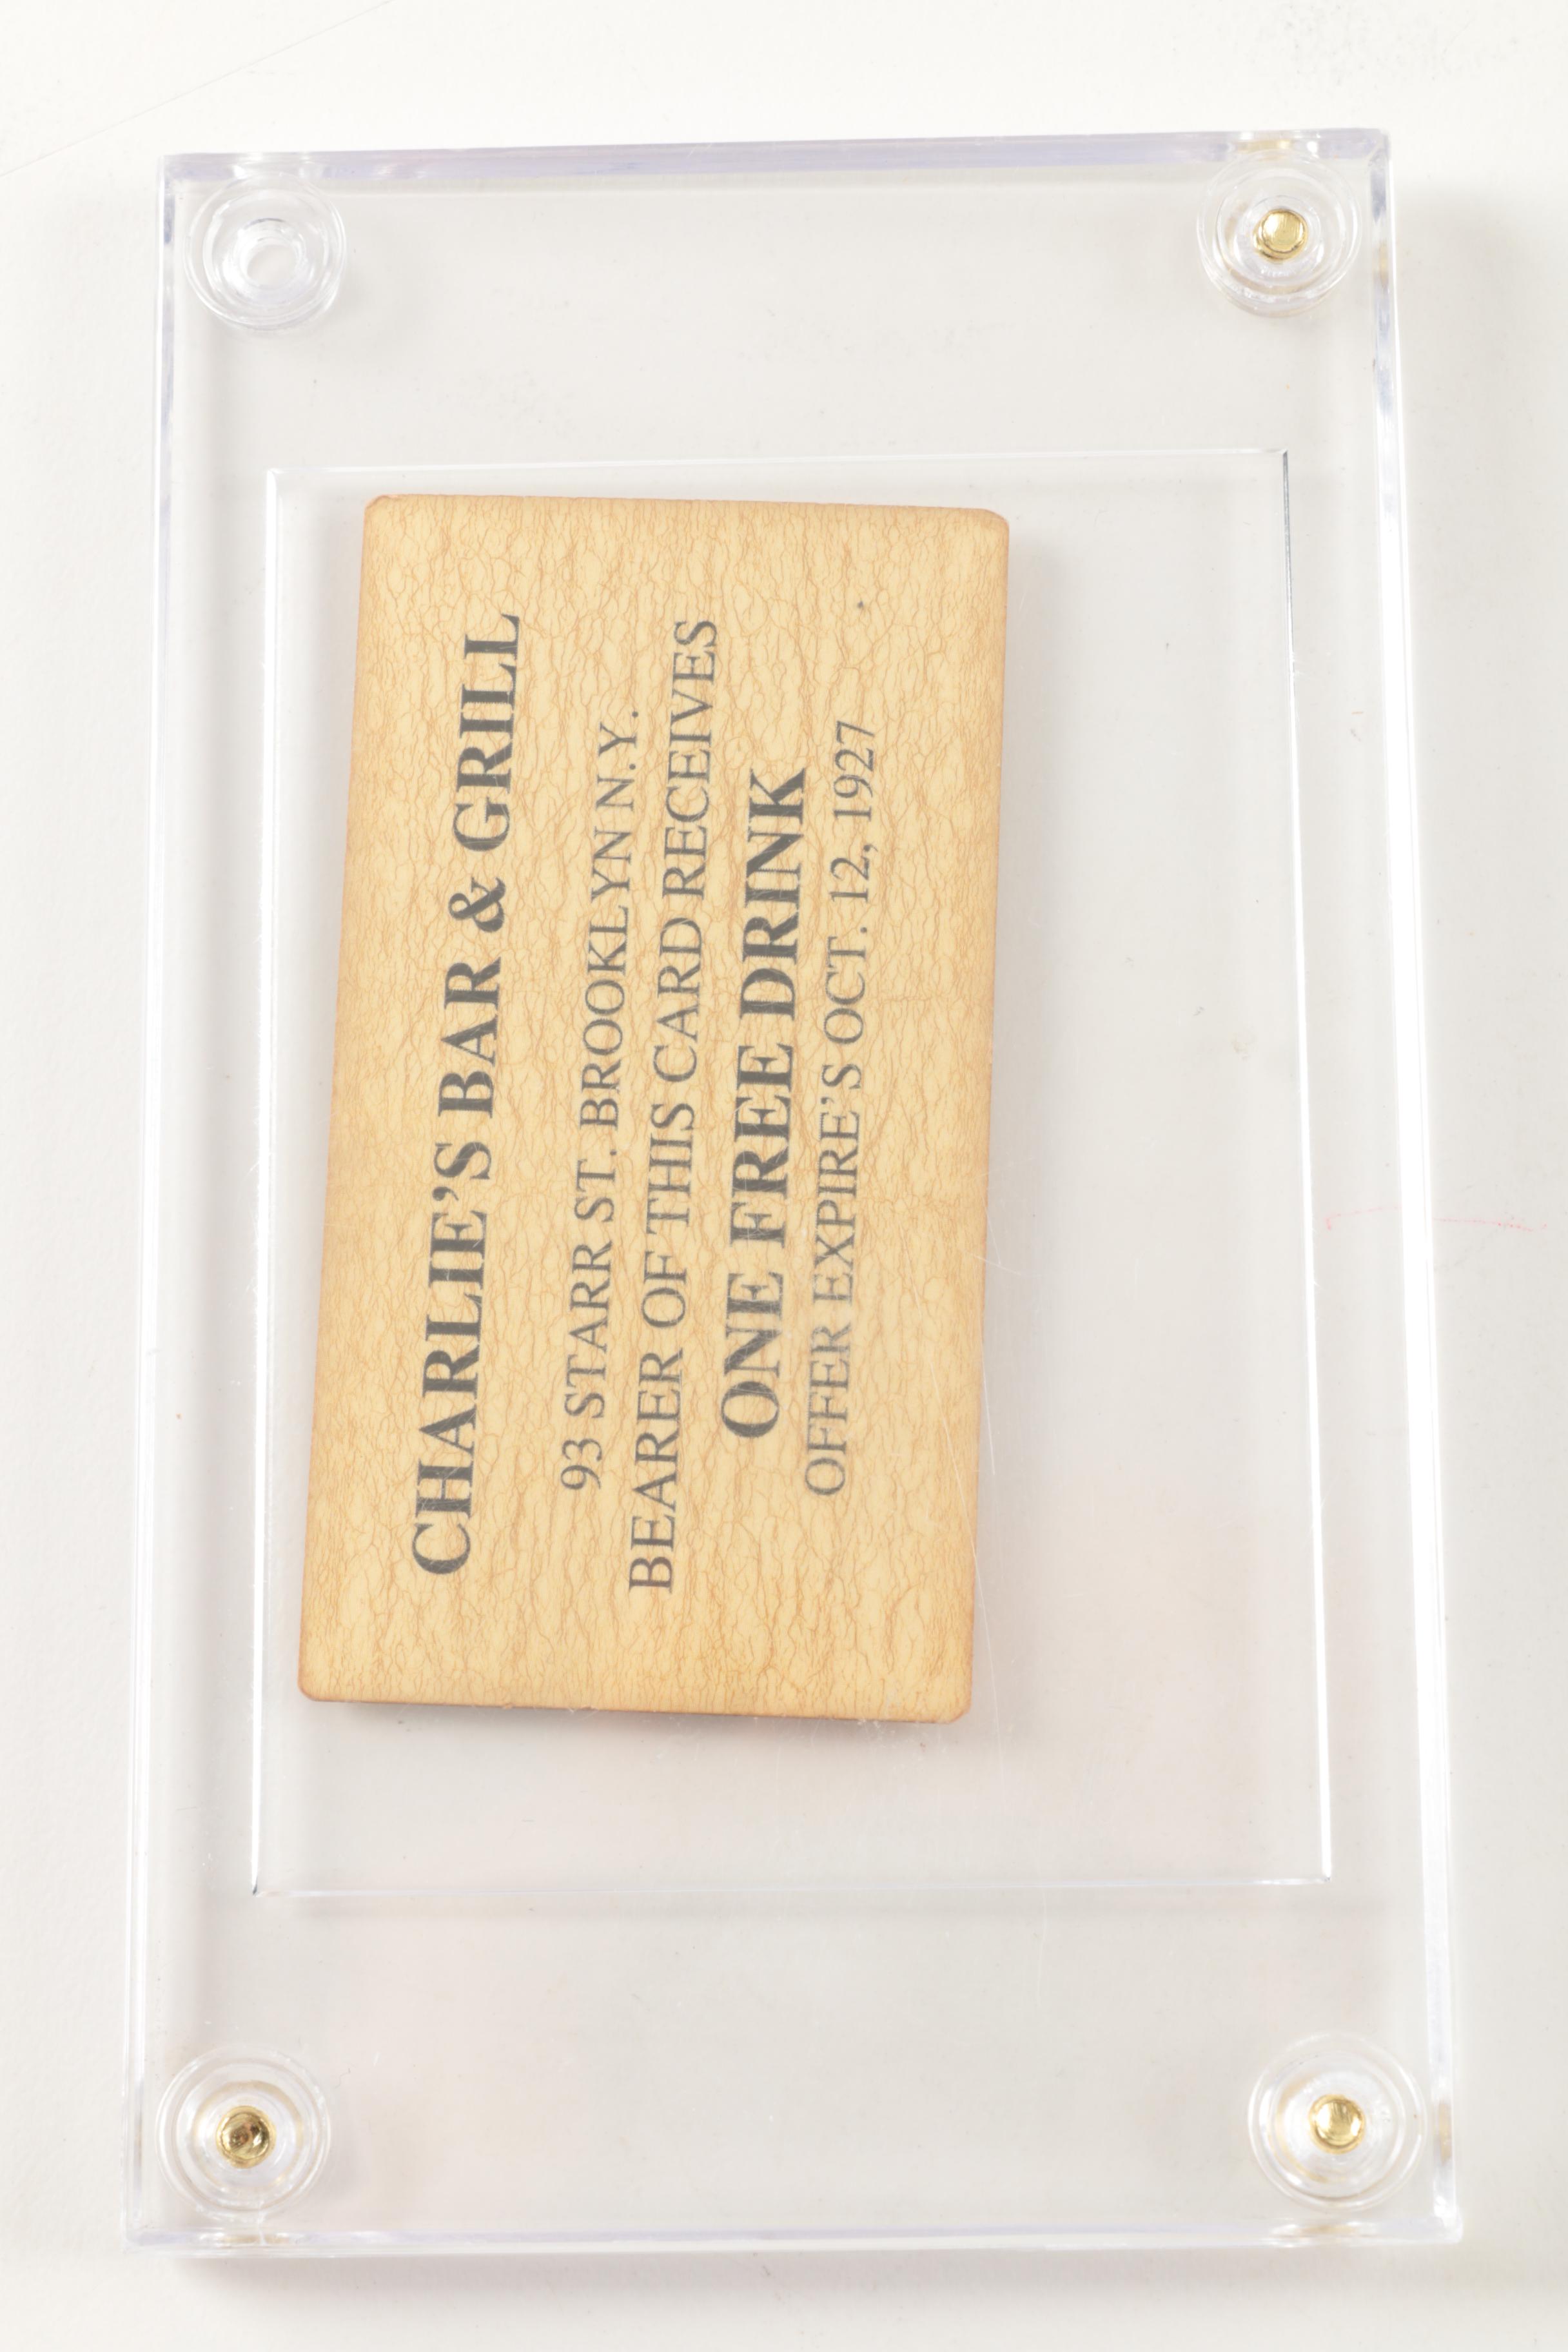 CHARLIE'S BAR & GRILL
93 STARR ST. BROOKLYN N.Y.
BEARER OF THIS CARD RECEIVES
ONE FREE DRINK
OFFER EXPIRE'S OCT. 12, 1927